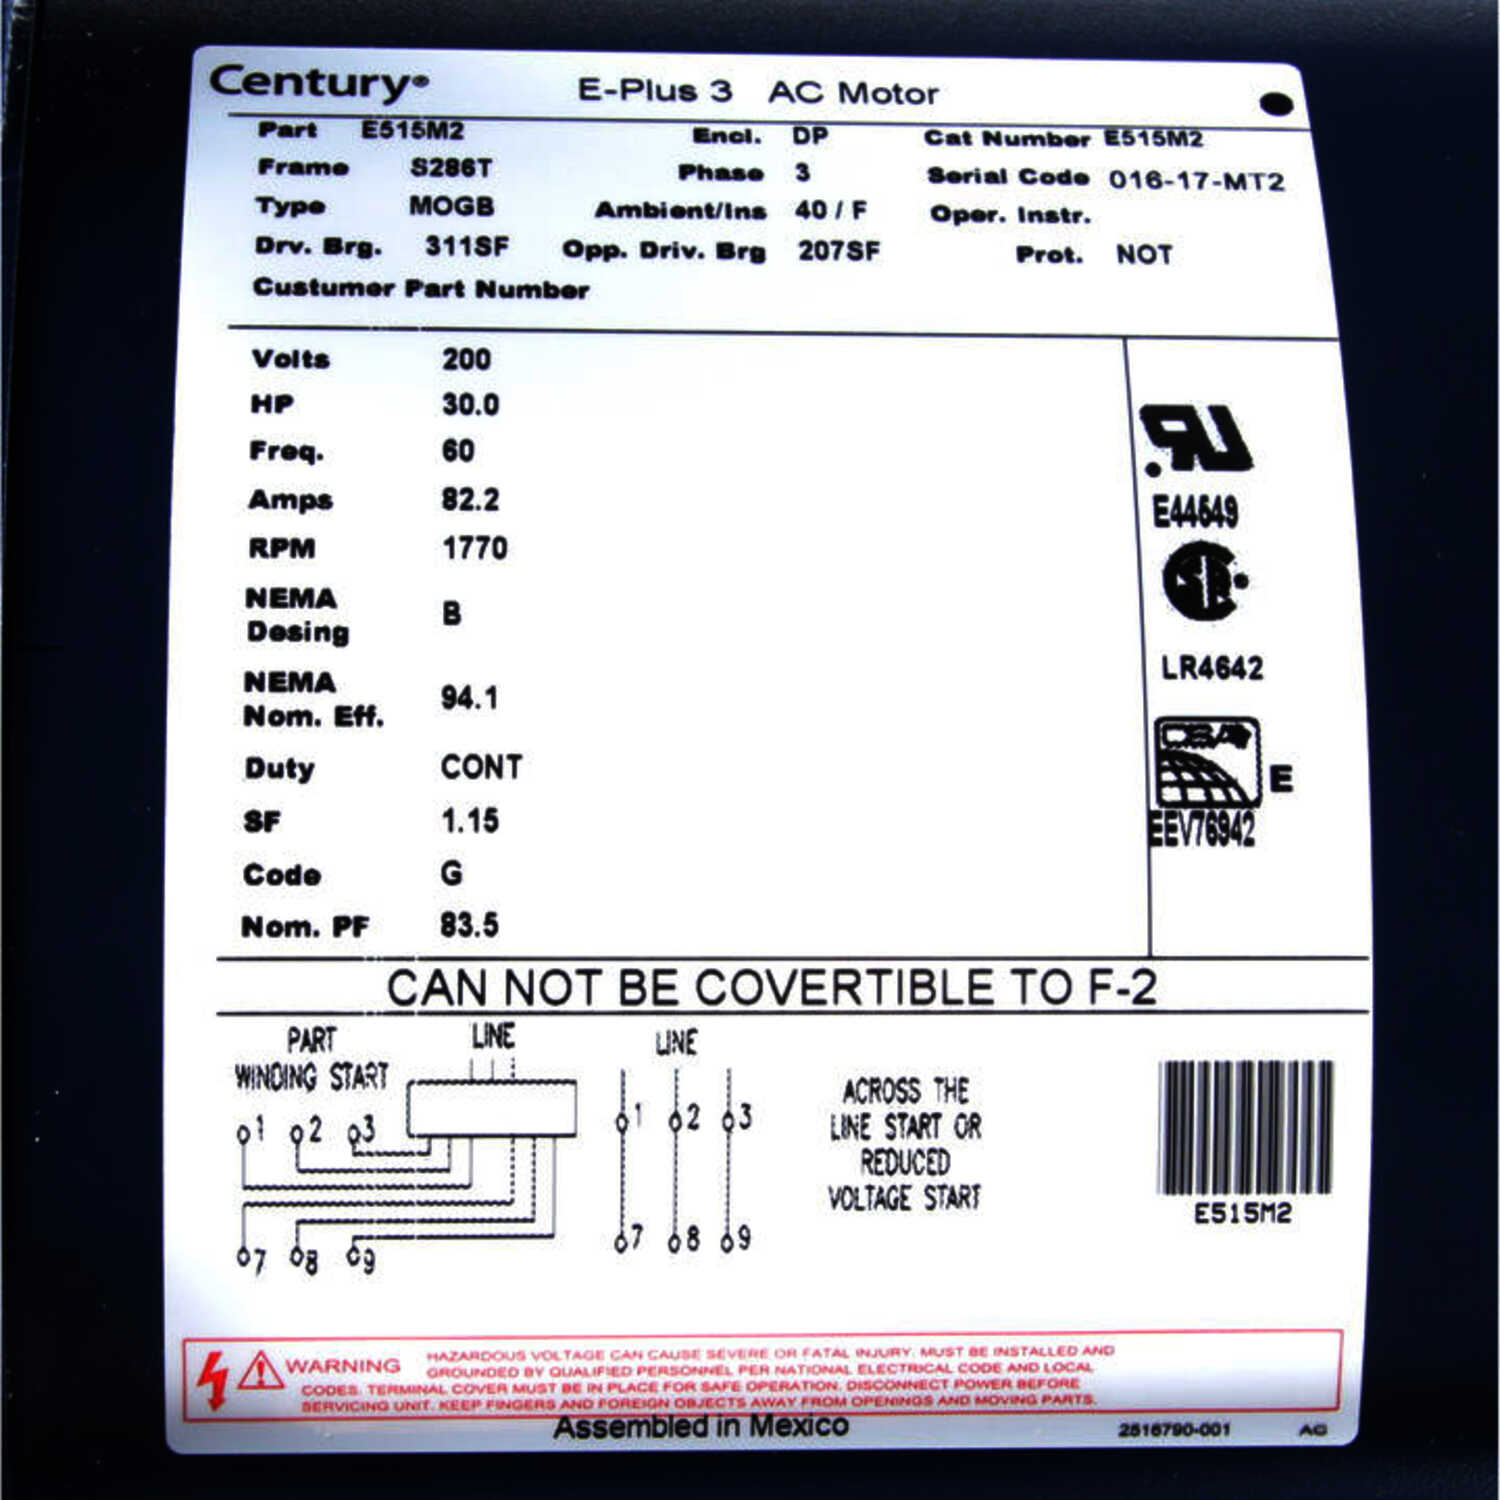 Century® E-Plus 3 AC Motor
Part E515M2 Encl. DP Cat Number E515M2
Frame S286T Phase 3 Serial Code 016-17-MT2
Type MOGB Ambient/Ins 40 / F Oper. Instr.
Drv. Brg. 311SF Opp. Driv. Brg 207SF Prot. NOT
Custumer Part Number
Volts 200
HP 30.0
Freq. 60
Amps 82.2
RPM 1770
NEMA
Desing B
NEMA
Nom. Eff. 94.1
Duty CONT
SF 1.15
Code G
Nom. PF 83.5
E44649
LR4642
E
EEV76942
CAN NOT BE COVERTIBLE TO F-2
PART
WINDING START
LINE
1 2 3
7 8 9
LINE
1 2 3
7 8 9
ACROSS THE
LINE START OR
REDUCED
VOLTAGE START
E515M2
WARNING HAZARDOUS VOLTAGE CAN CAUSE SEVERE OR FATAL INJURY. MUST BE INSTALLED AND
GROUNDED BY QUALIFIED PERSONNEL PER NATIONAL ELECTRICAL CODE AND LOCAL
CODES. TERMINAL COVER MUST BE IN PLACE FOR SAFE OPERATION. DISCONNECT POWER BEFORE
SERVICING UNIT. KEEP FINGERS AND FOREIGN OBJECTS AWAY FROM OPENINGS AND MOVING PARTS.
Assembled in Mexico
2516790-001